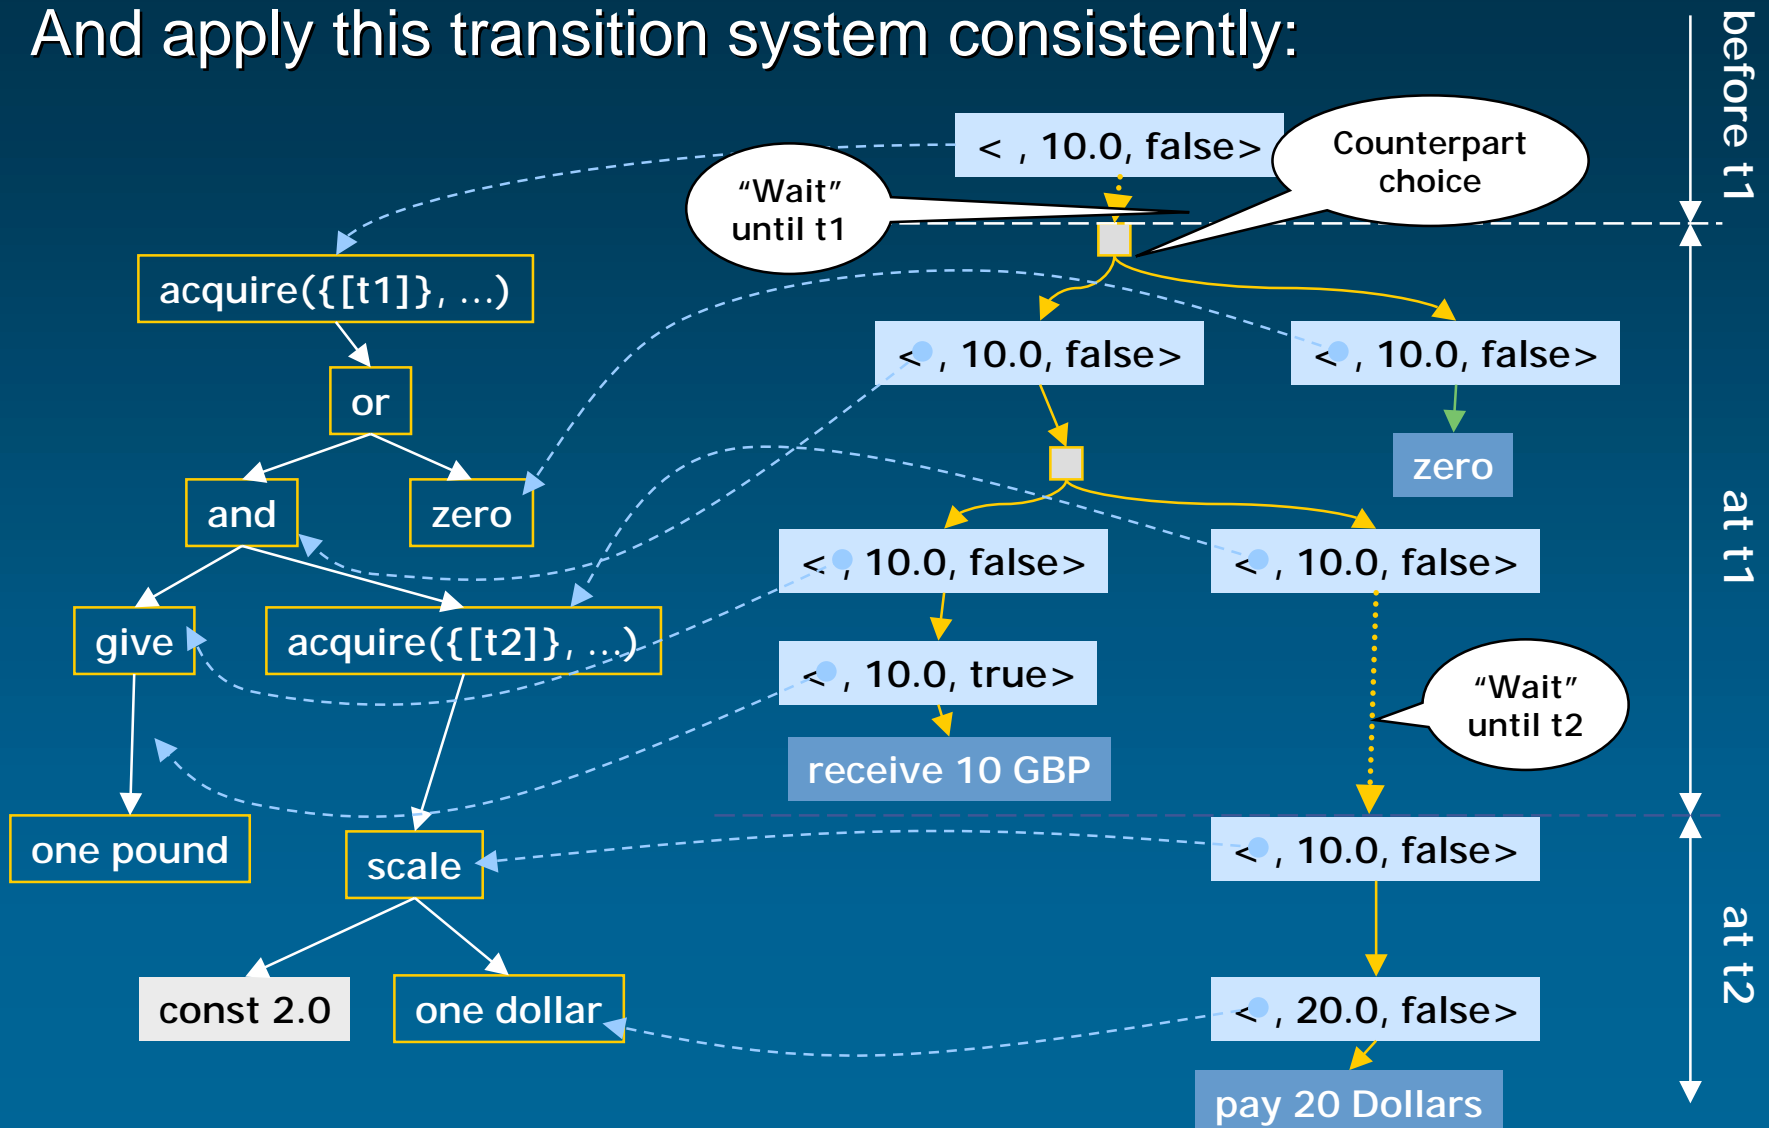 And apply this transition system consistently:
before t1
< , 10.0, false>
Counterpart
choice
“Wait”
until t1
acquire({[t1]}, ...)
< , 10.0, false>
< , 10.0, false>
or
zero
at t1
and
zero
< , 10.0, false>
< , 10.0, false>
give
acquire({[t2]}, ...)
< , 10.0, true>
“Wait”
until t2
receive 10 GBP
one pound
scale
< , 10.0, false>
at t2
const 2.0
one dollar
< , 20.0, false>
pay 20 Dollars